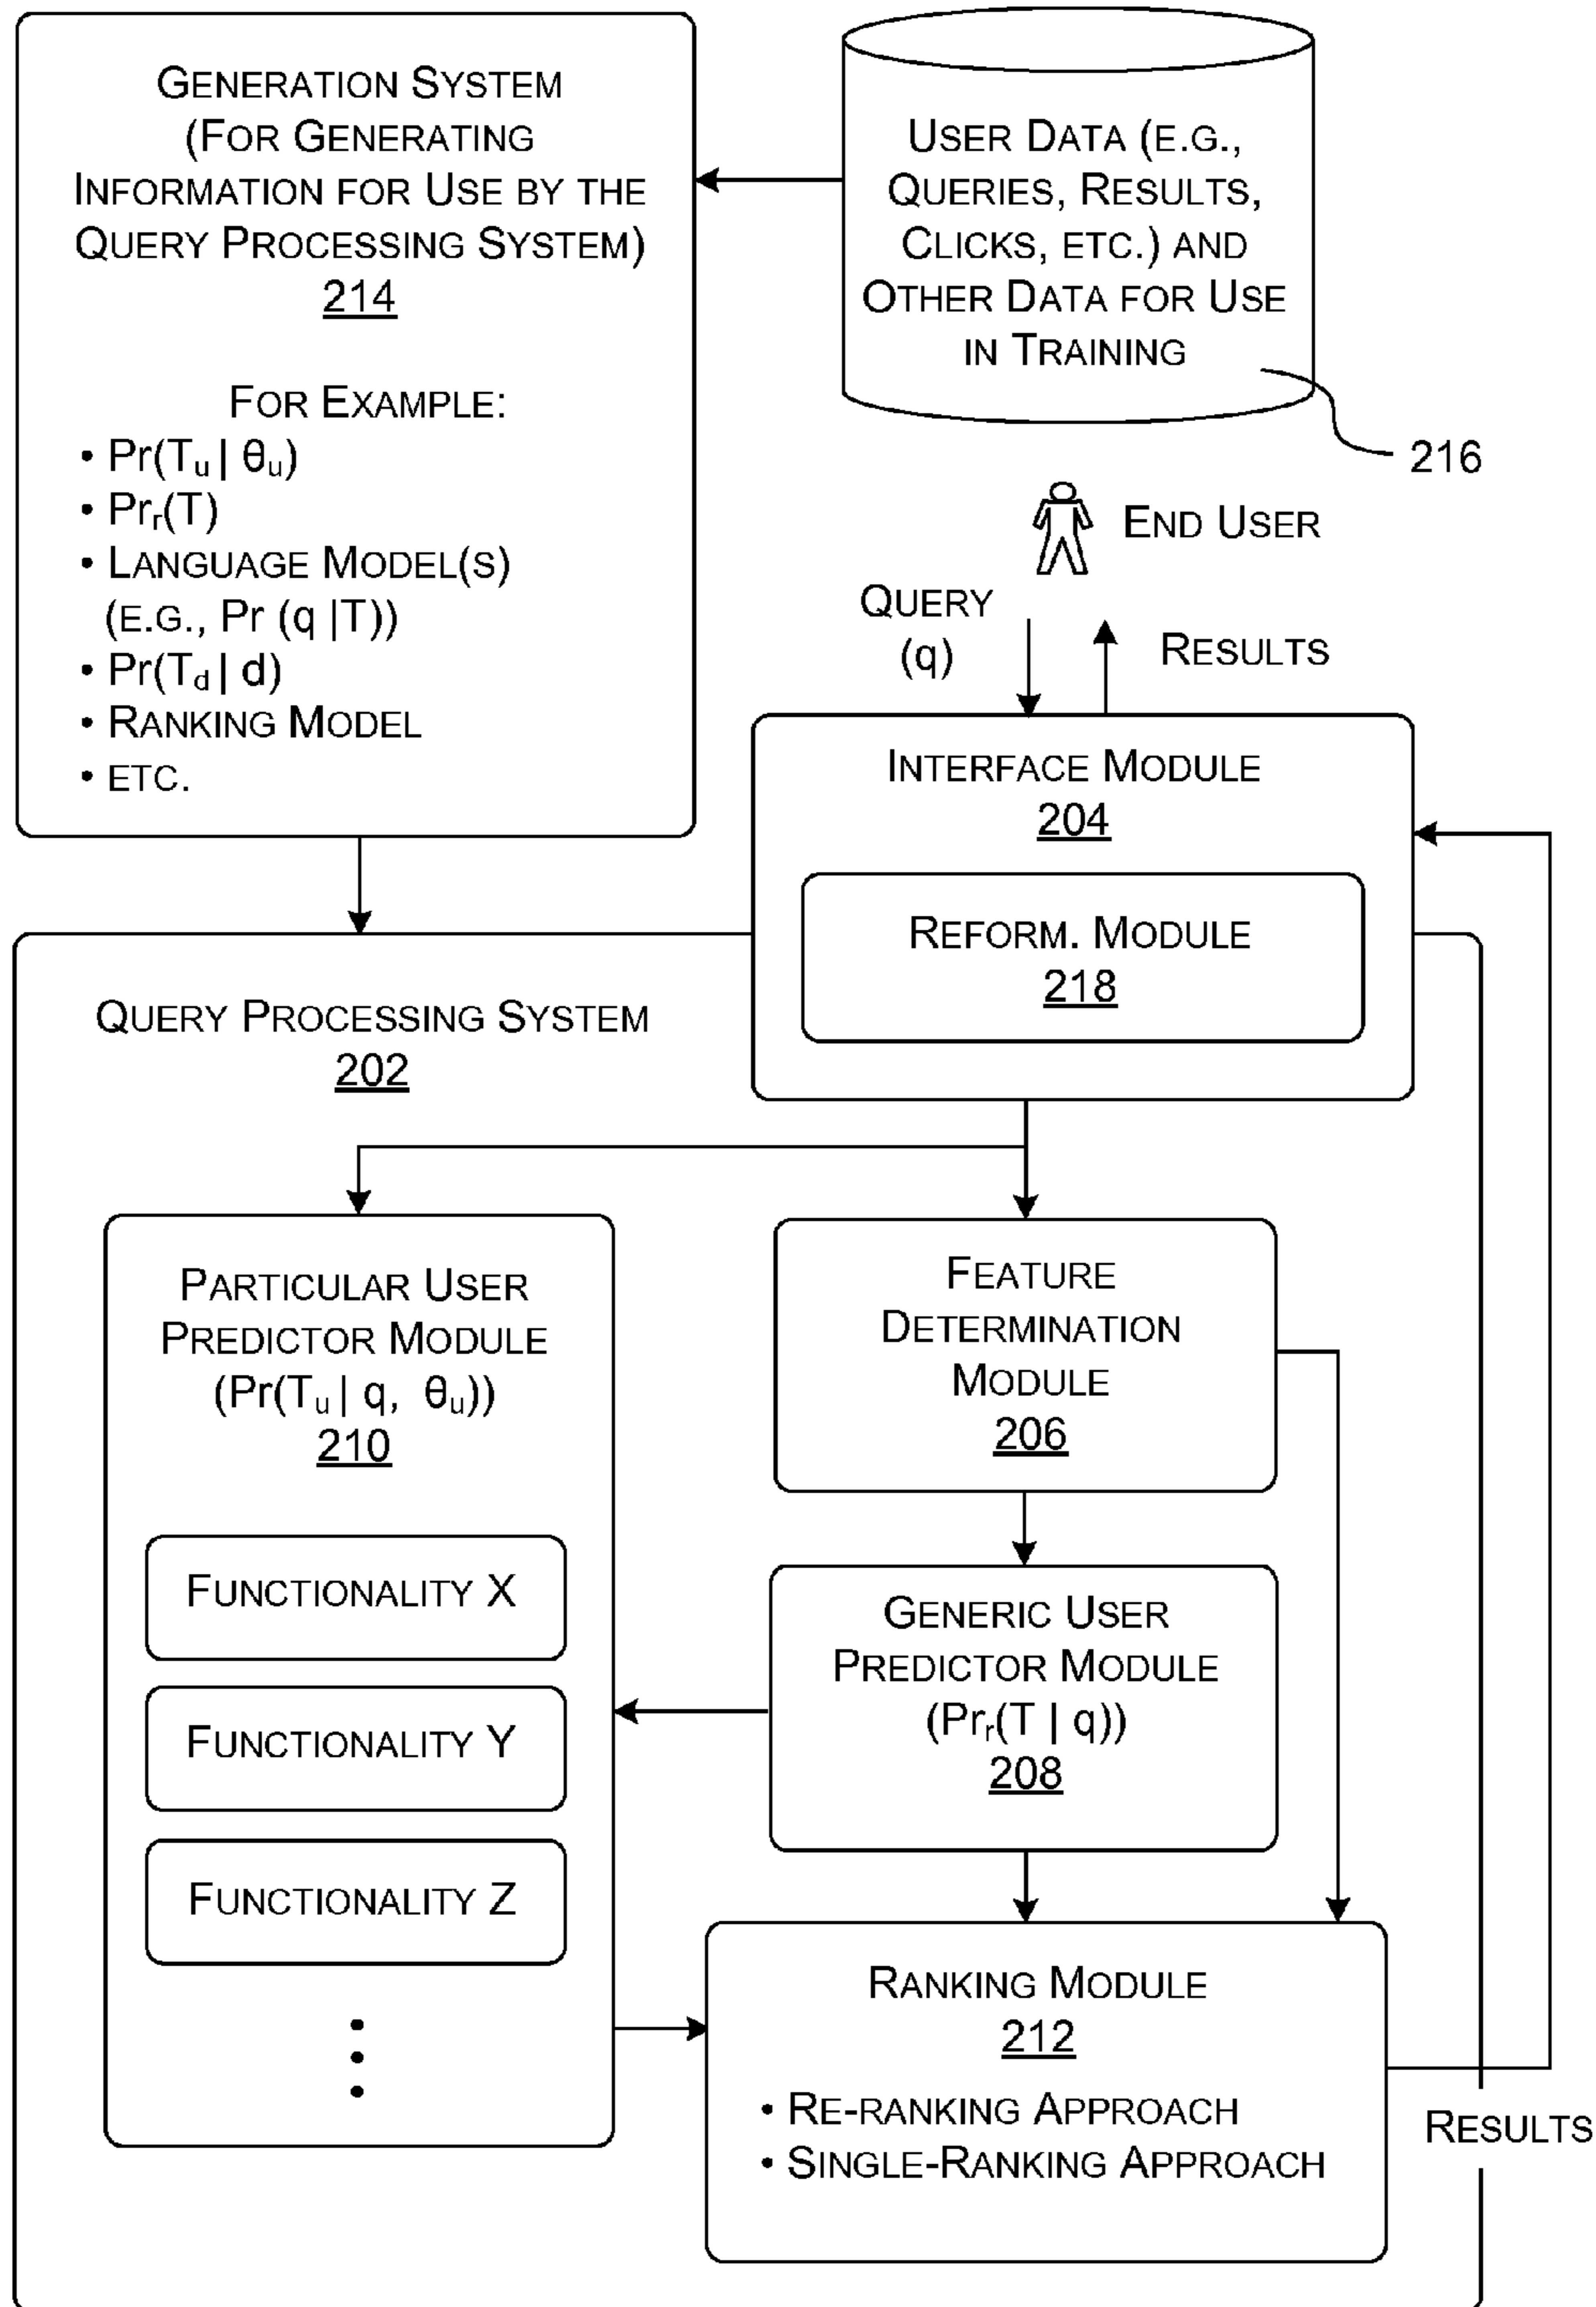 GENERATION SYSTEM
(FOR GENERATING
INFORMATION FOR USE BY THE
QUERY PROCESSING SYSTEM)
214
FOR EXAMPLE:
• Pr(Tu | θu)
• Prr(T)
• LANGUAGE MODEL(S)
(E.G., Pr (q |T))
• Pr(Td | d)
• RANKING MODEL
• ETC.
USER DATA (E.G.,
QUERIES, RESULTS,
CLICKS, ETC.) AND
OTHER DATA FOR USE
IN TRAINING
216
END USER
QUERY
(q)
RESULTS
INTERFACE MODULE
204
REFORM. MODULE
218
QUERY PROCESSING SYSTEM
202
PARTICULAR USER
PREDICTOR MODULE
(Pr(Tu | q, θu))
210
FUNCTIONALITY X
FUNCTIONALITY Y
FUNCTIONALITY Z
FEATURE
DETERMINATION
MODULE
206
GENERIC USER
PREDICTOR MODULE
(Prr(T | q))
208
RANKING MODULE
212
• RE-RANKING APPROACH
• SINGLE-RANKING APPROACH
RESULTS